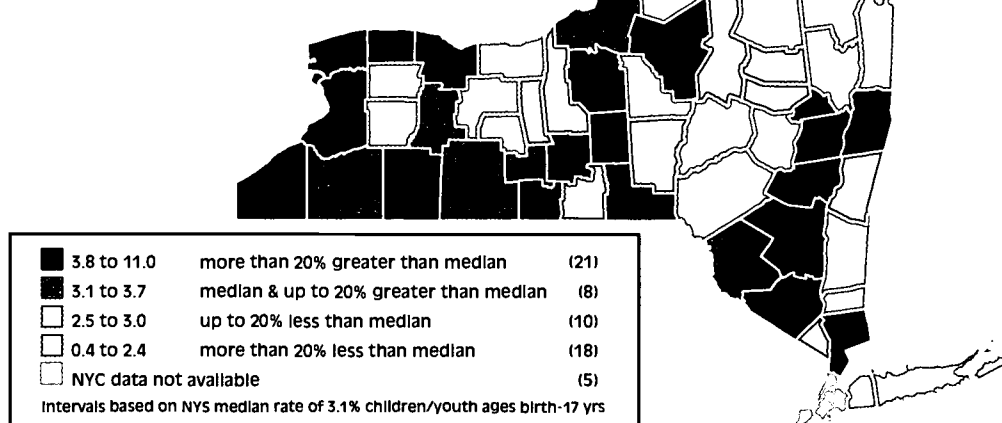 3.8 to 11.0 more than 20% greater than median (21)
3.1 to 3.7 median & up to 20% greater than median (8)
2.5 to 3.0 up to 20% less than median (10)
0.4 to 2.4 more than 20% less than median (18)
NYC data not available (5)
Intervals based on NYS median rate of 3.1% children/youth ages birth-17 yrs